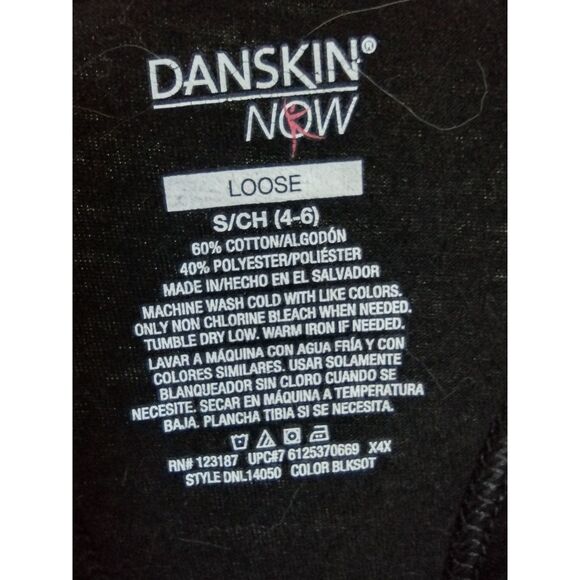 DANSKIN®
NOW
LOOSE
S/CH (4-6)
60% COTTON/ALGODÓN
40% POLYESTER/POLIÉSTER
MADE IN/HECHO EN EL SALVADOR
MACHINE WASH COLD WITH LIKE COLORS.
ONLY NON CHLORINE BLEACH WHEN NEEDED.
TUMBLE DRY LOW. WARM IRON IF NEEDED.
LAVAR A MÁQUINA CON AGUA FRÍA Y CON
COLORES SIMILARES. USAR SOLAMENTE
BLANQUEADOR SIN CLORO CUANDO SE
NECESITE. SECAR EN MÁQUINA A TEMPERATURA
BAJA. PLANCHA TIBIA SI SE NECESITA.
RN# 123187 UPC#7 6125370669 X4X
STYLE DNL14050 COLOR BLKSOT